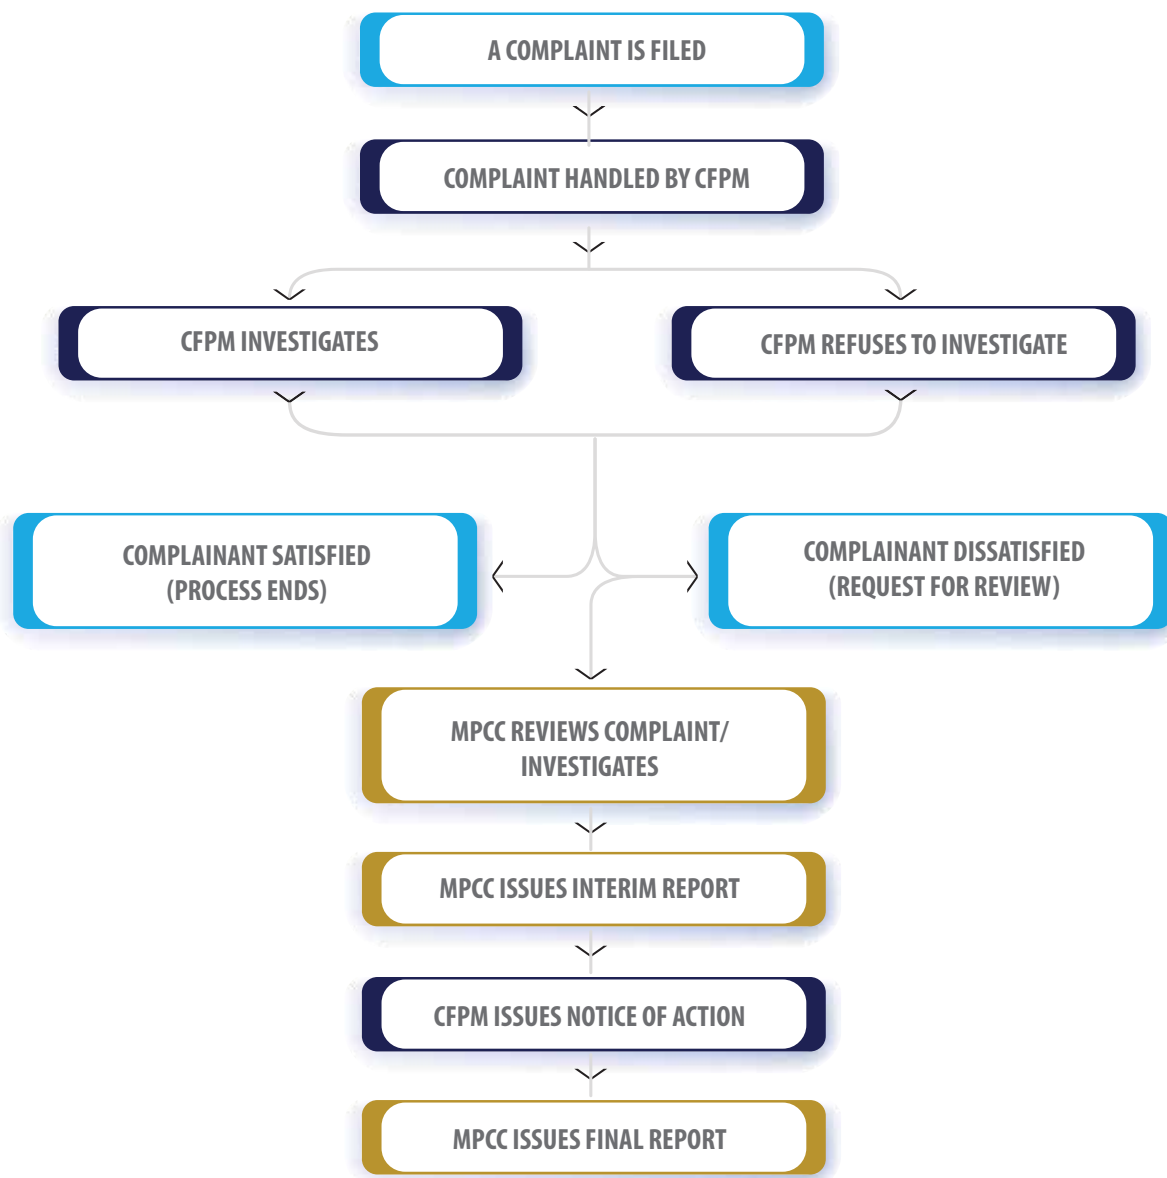 A COMPLAINT IS FILED
COMPLAINT HANDLED BY CFPM
CFPM INVESTIGATES
CFPM REFUSES TO INVESTIGATE
COMPLAINANT SATISFIED
(PROCESS ENDS)
COMPLAINANT DISSATISFIED
(REQUEST FOR REVIEW)
MPCC REVIEWS COMPLAINT/
INVESTIGATES
MPCC ISSUES INTERIM REPORT
CFPM ISSUES NOTICE OF ACTION
MPCC ISSUES FINAL REPORT